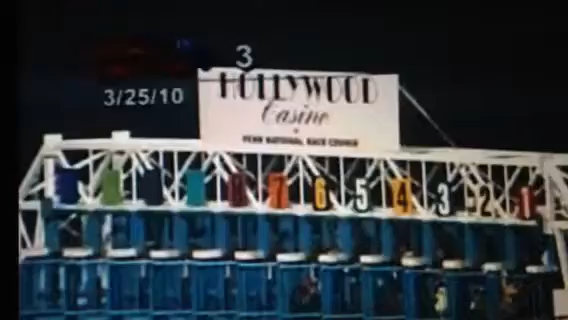 3
3/25/10
HOLLYWOOD
Casino
PENN NATIONAL RACE COURSE
7 6 5 4 3 2 1